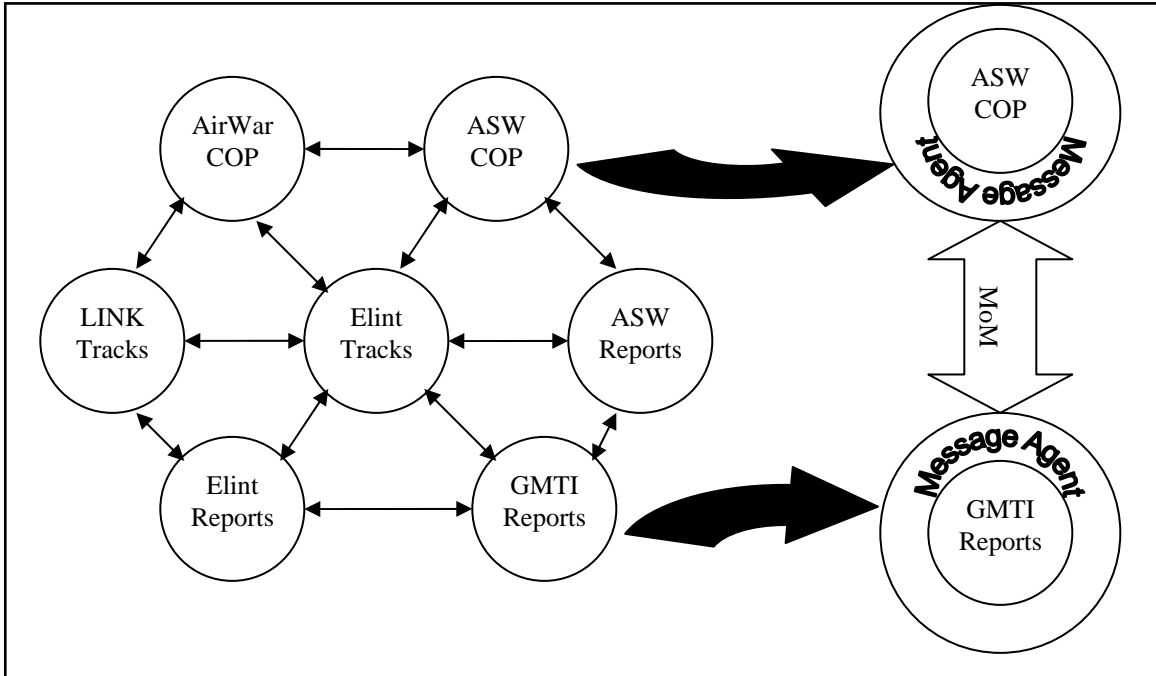 AirWar
COP
ASW
COP
ASW
COP
Message Agent
LINK
Tracks
Elint
Tracks
ASW
Reports
MoM
Elint
Reports
GMTI
Reports
Message Agent
GMTI
Reports